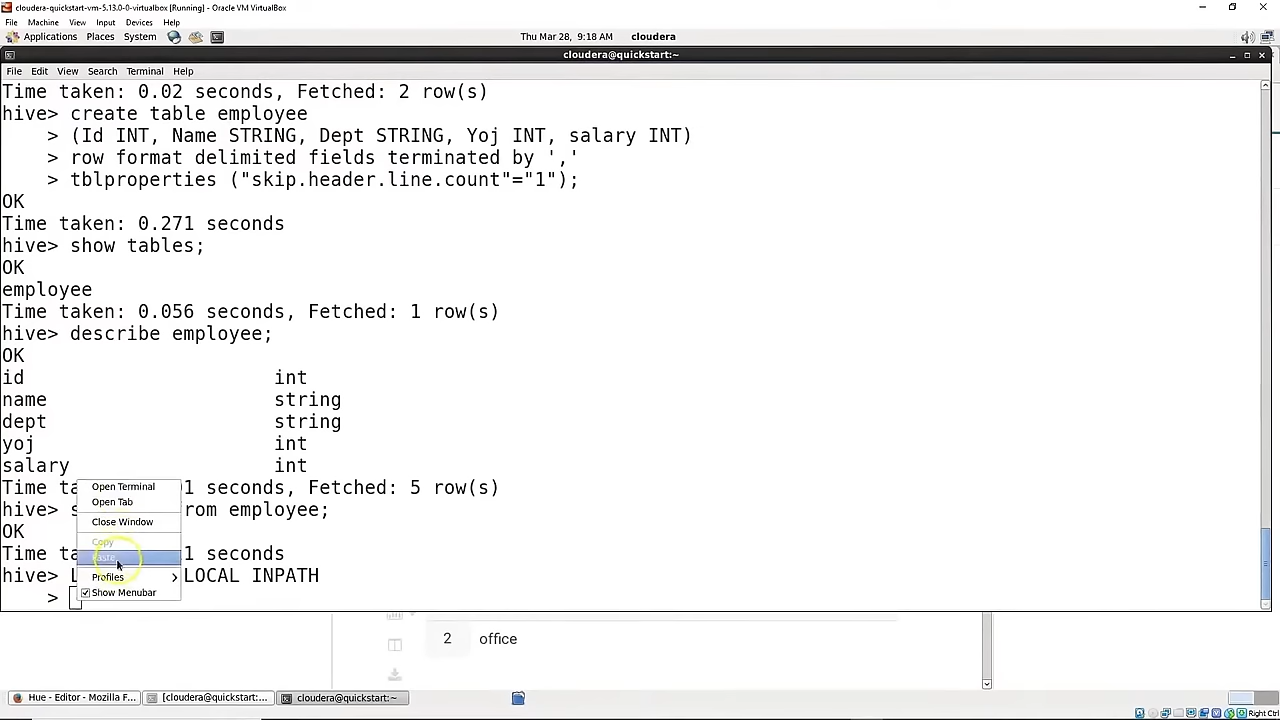 cloudera-quickstart-vm-5.13.0-0-virtualbox [Running] - Oracle VM VirtualBox
File Machine View Input Devices Help
Applications Places System Thu Mar 28, 9:18 AM cloudera
cloudera@quickstart:~
File Edit View Search Terminal Help
Time taken: 0.02 seconds, Fetched: 2 row(s)
hive> create table employee
> (Id INT, Name STRING, Dept STRING, Yoj INT, salary INT)
> row format delimited fields terminated by ','
> tblproperties ("skip.header.line.count"="1");
OK
Time taken: 0.271 seconds
hive> show tables;
OK
employee
Time taken: 0.056 seconds, Fetched: 1 row(s)
hive> describe employee;
OK
id int
name string
dept string
yoj int
salary int
Time ta 1 seconds, Fetched: 5 row(s)
hive> s rom employee;
OK
Time ta 1 seconds
hive> L LOCAL INPATH
>
Open Terminal
Open Tab
Close Window
Copy
Paste
Profiles
Show Menubar
2 office
Hue - Editor - Mozilla F... [cloudera@quickstart:... cloudera@quickstart:~
Right Ctrl